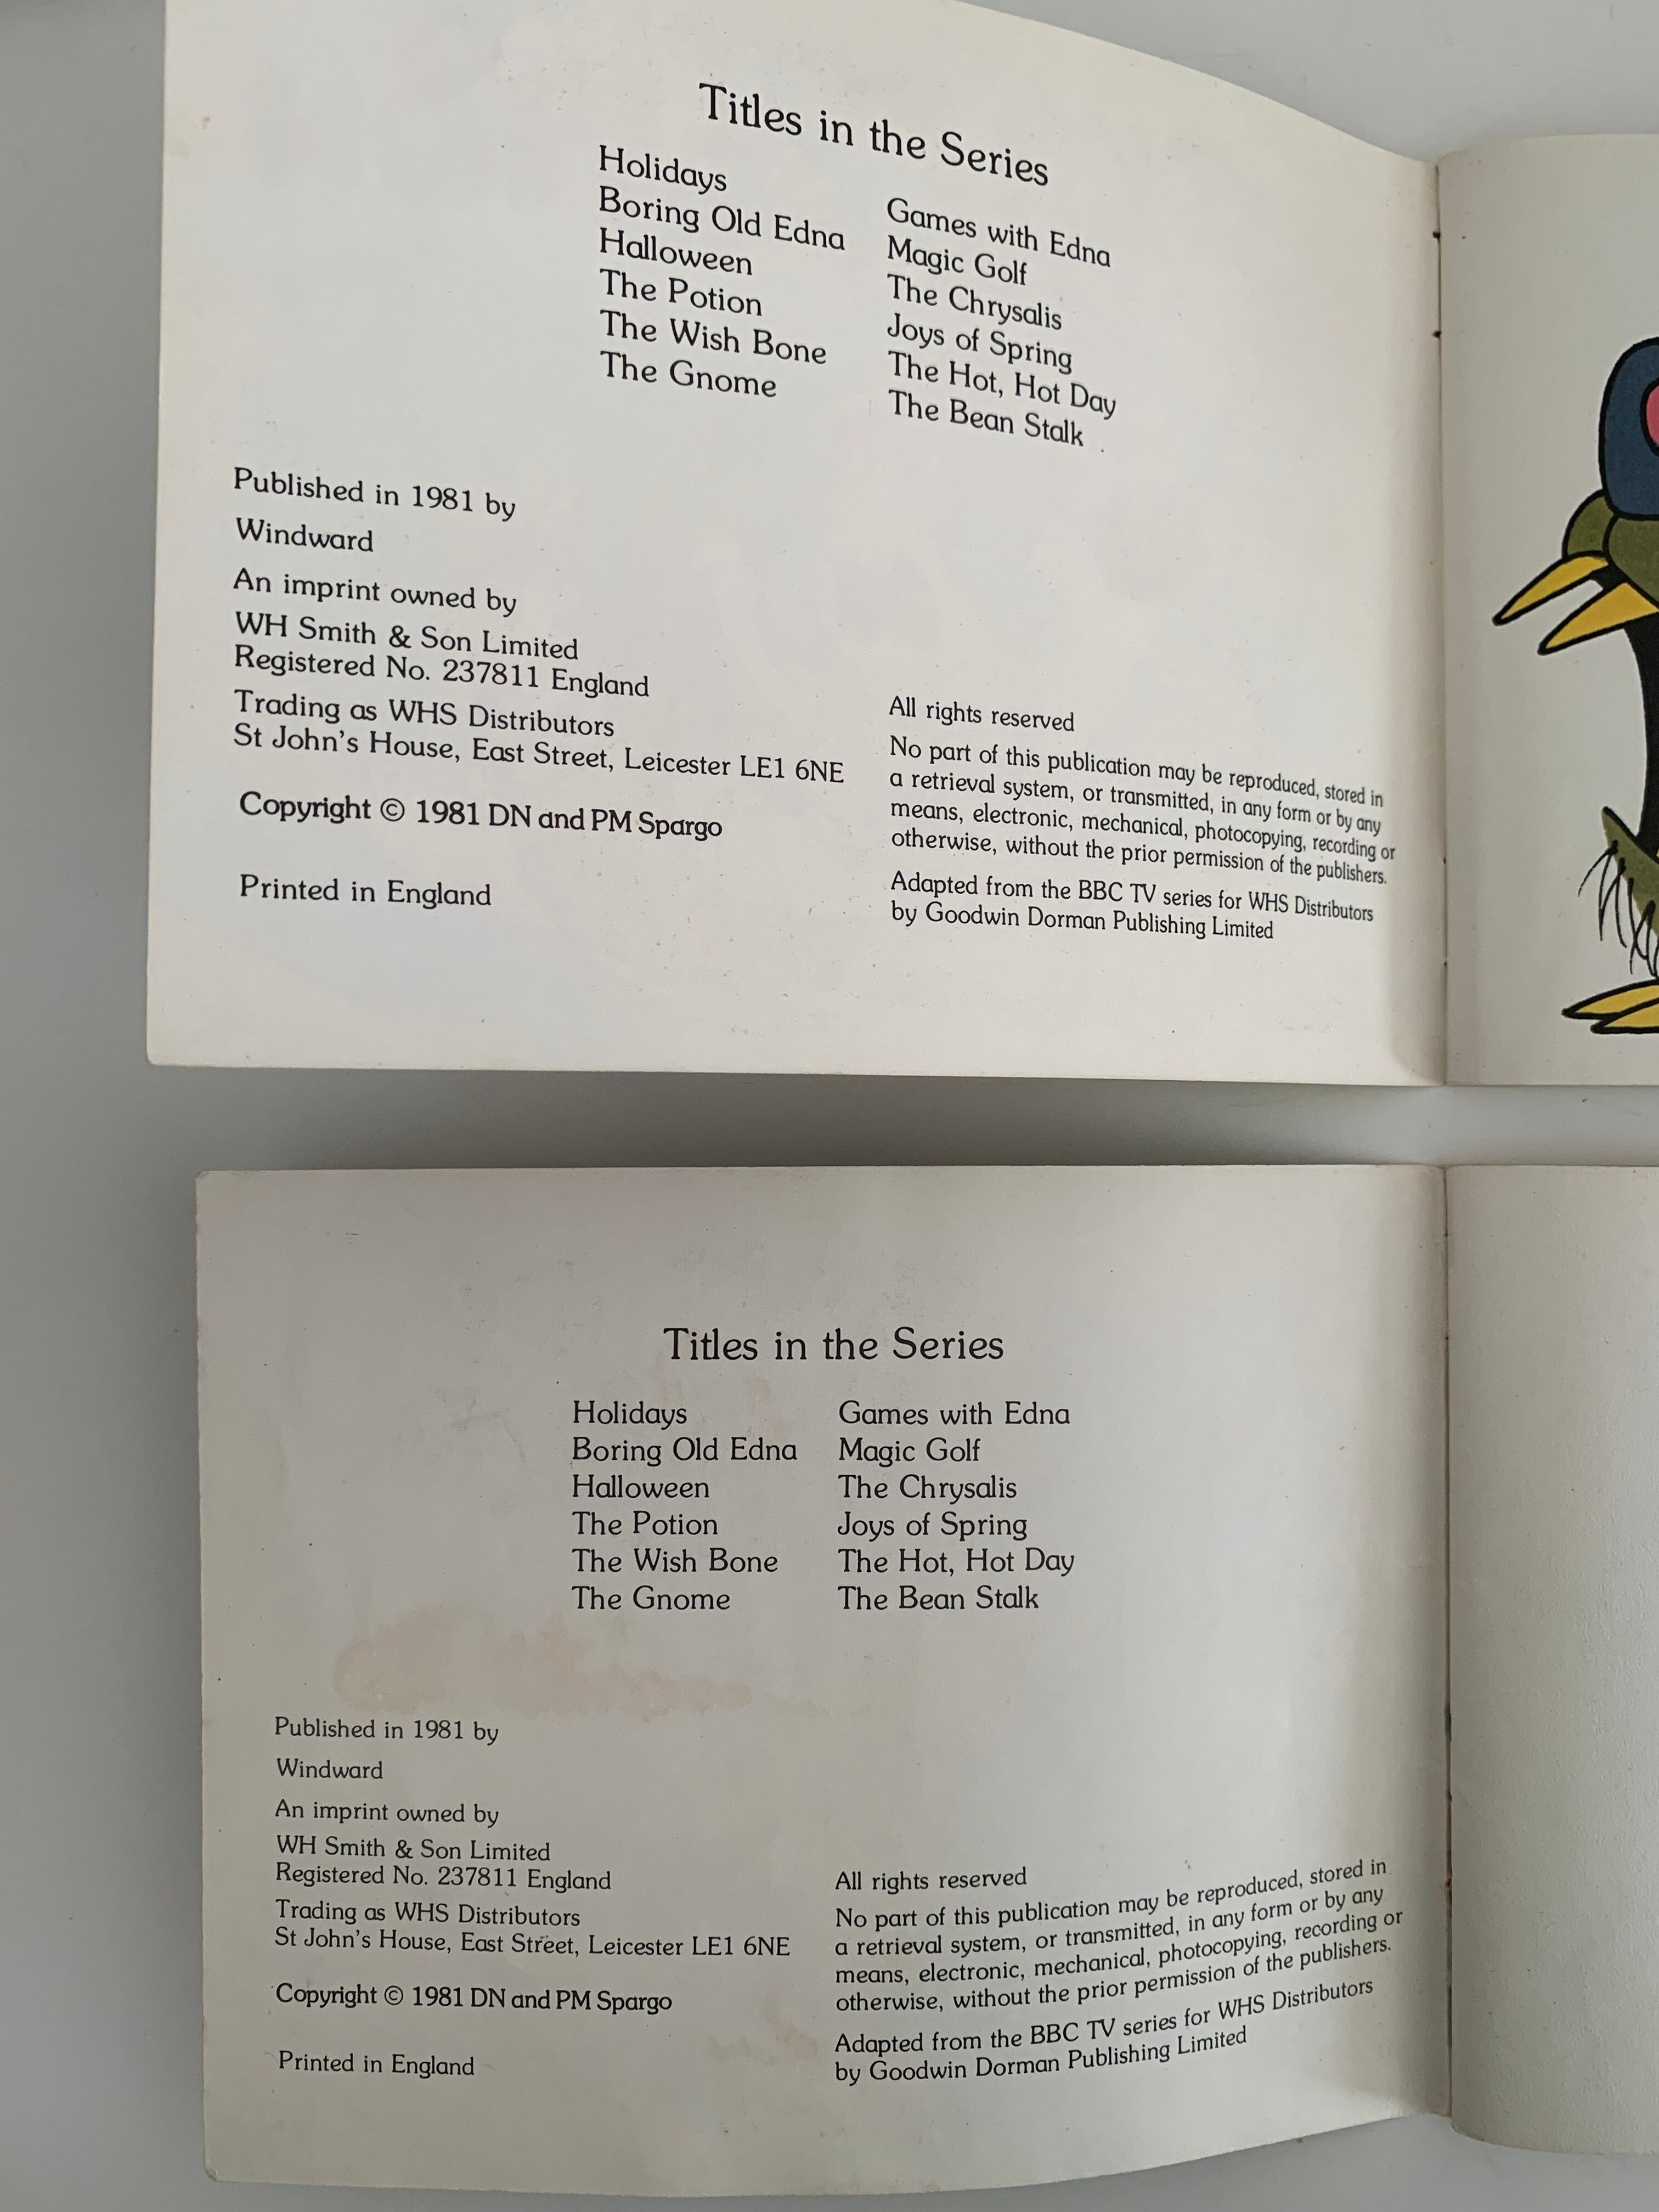 Titles in the Series
Holidays
Boring Old Edna
Halloween
The Potion
The Wish Bone
The Gnome
Games with Edna
Magic Golf
The Chrysalis
Joys of Spring
The Hot, Hot Day
The Bean Stalk
Published in 1981 by
Windward
An imprint owned by
WH Smith & Son Limited
Registered No. 237811 England
Trading as WHS Distributors
St John's House, East Street, Leicester LE1 6NE
Copyright © 1981 DN and PM Spargo
Printed in England
All rights reserved
No part of this publication may be reproduced, stored in
a retrieval system, or transmitted, in any form or by any
means, electronic, mechanical, photocopying, recording or
otherwise, without the prior permission of the publishers.
Adapted from the BBC TV series for WHS Distributors
by Goodwin Dorman Publishing Limited
Titles in the Series
Holidays
Boring Old Edna
Halloween
The Potion
The Wish Bone
The Gnome
Games with Edna
Magic Golf
The Chrysalis
Joys of Spring
The Hot, Hot Day
The Bean Stalk
Published in 1981 by
Windward
An imprint owned by
WH Smith & Son Limited
Registered No. 237811 England
Trading as WHS Distributors
St John's House, East Street, Leicester LE1 6NE
Copyright © 1981 DN and PM Spargo
Printed in England
All rights reserved
No part of this publication may be reproduced, stored in
a retrieval system, or transmitted, in any form or by any
means, electronic, mechanical, photocopying, recording or
otherwise, without the prior permission of the publishers.
Adapted from the BBC TV series for WHS Distributors
by Goodwin Dorman Publishing Limited